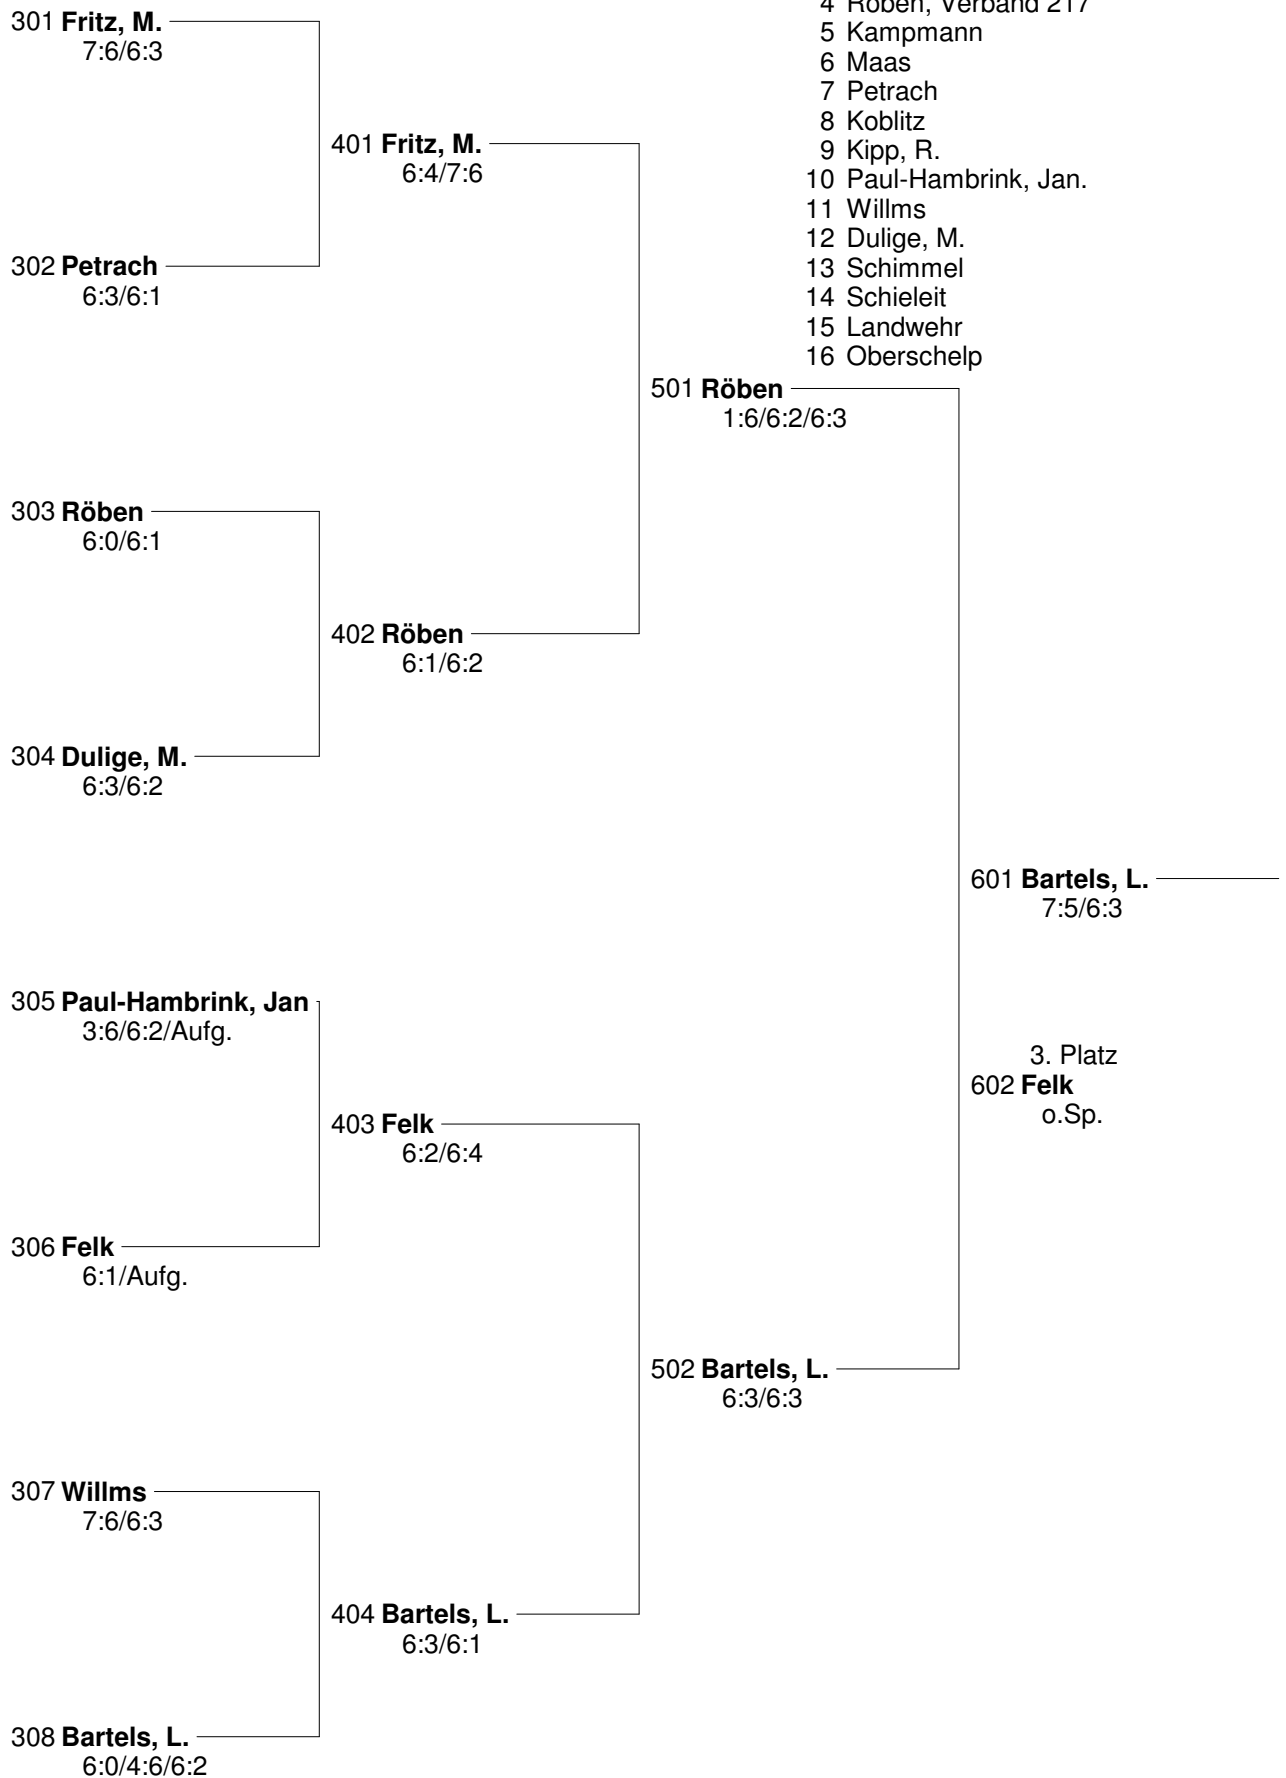 4 Röben, Verband 217
5 Kampmann
6 Maas
7 Petrach
8 Koblitz
9 Kipp, R.
10 Paul-Hambrink, Jan.
11 Willms
12 Dulige, M.
13 Schimmel
14 Schieleit
15 Landwehr
16 Oberschelp
301 Fritz, M.
7:6/6:3
302 Petrach
6:3/6:1
303 Röben
6:0/6:1
304 Dulige, M.
6:3/6:2
305 Paul-Hambrink, Jan
3:6/6:2/Aufg.
306 Felk
6:1/Aufg.
307 Willms
7:6/6:3
308 Bartels, L.
6:0/4:6/6:2
401 Fritz, M.
6:4/7:6
402 Röben
6:1/6:2
403 Felk
6:2/6:4
404 Bartels, L.
6:3/6:1
501 Röben
1:6/6:2/6:3
502 Bartels, L.
6:3/6:3
601 Bartels, L.
7:5/6:3
3. Platz
602 Felk
o.Sp.